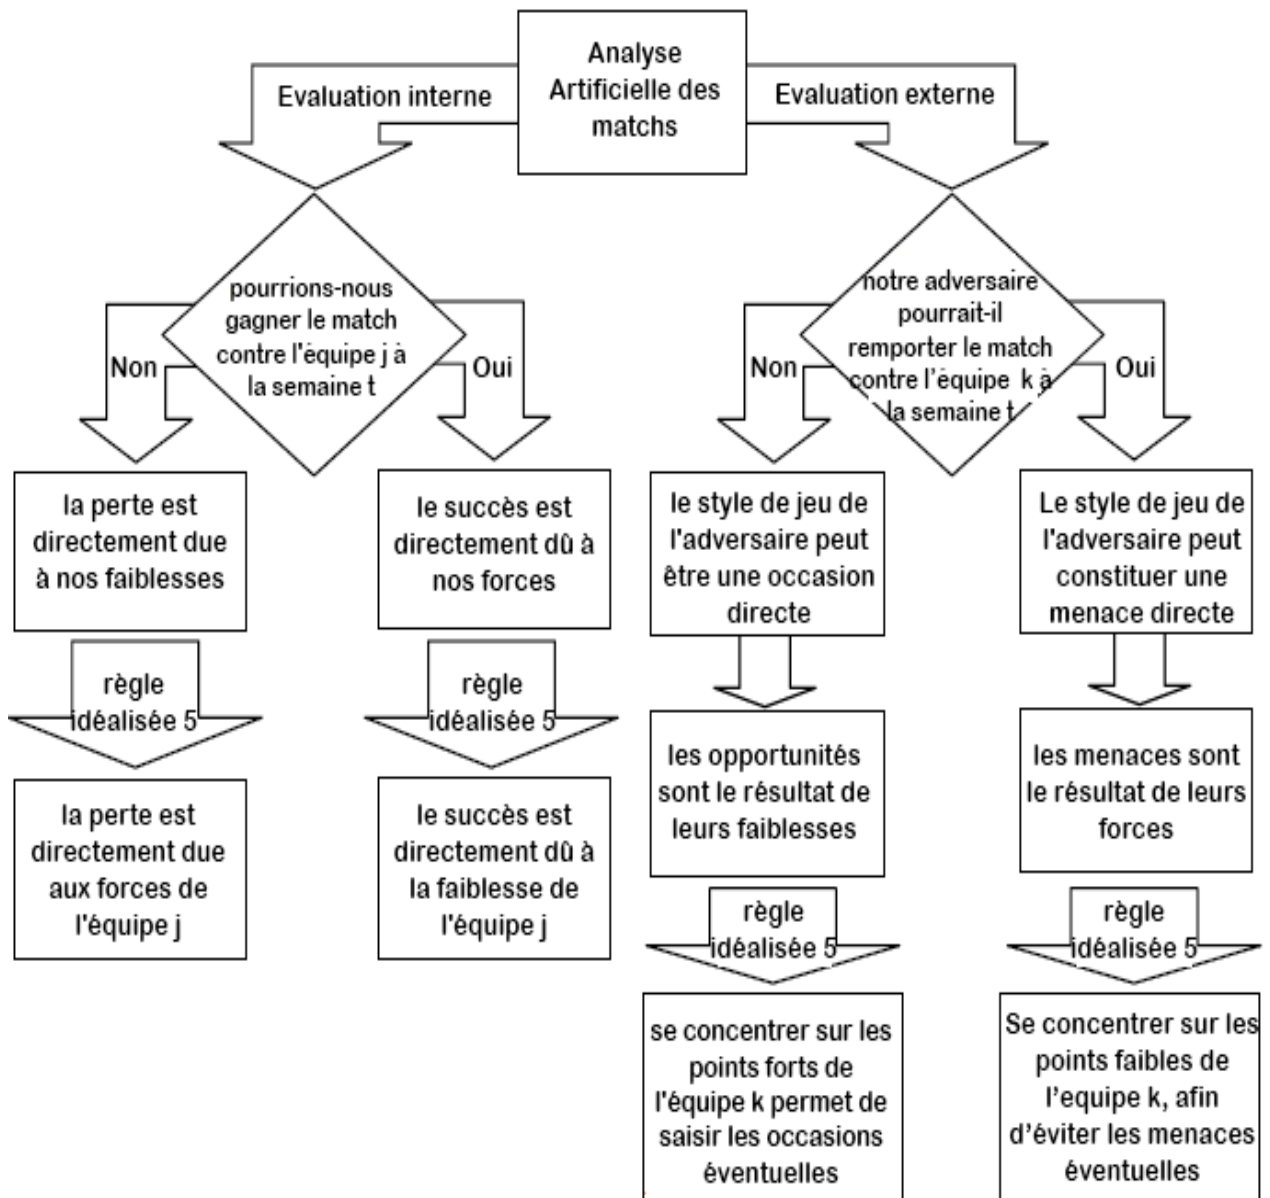 Analyse
Artificielle des
matchs
Evaluation interne
Evaluation externe
pourrions-nous
gagner le match
contre l'équipe j à
la semaine t
Non
Oui
notre adversaire
pourrait-il
remporter le match
contre l'équipe k à
la semaine t
Non
Oui
la perte est
directement due
à nos faiblesses
le succès est
directement dû à
nos forces
le style de jeu de
l'adversaire peut
être une occasion
directe
Le style de jeu de
l'adversaire peut
constituer une
menace directe
règle
idéalisée 5
règle
idéalisée 5
les opportunités
sont le résultat de
leurs faiblesses
les menaces sont
le résultat de leurs
forces
la perte est
directement due
aux forces de
l'équipe j
le succès est
directement dû à
la faiblesse de
l'équipe j
règle
idéalisée 5
règle
idéalisée 5
se concentrer sur les
points forts de
l'équipe k permet de
saisir les occasions
éventuelles
Se concentrer sur les
points faibles de
l'equipe k, afin
d'éviter les menaces
éventuelles